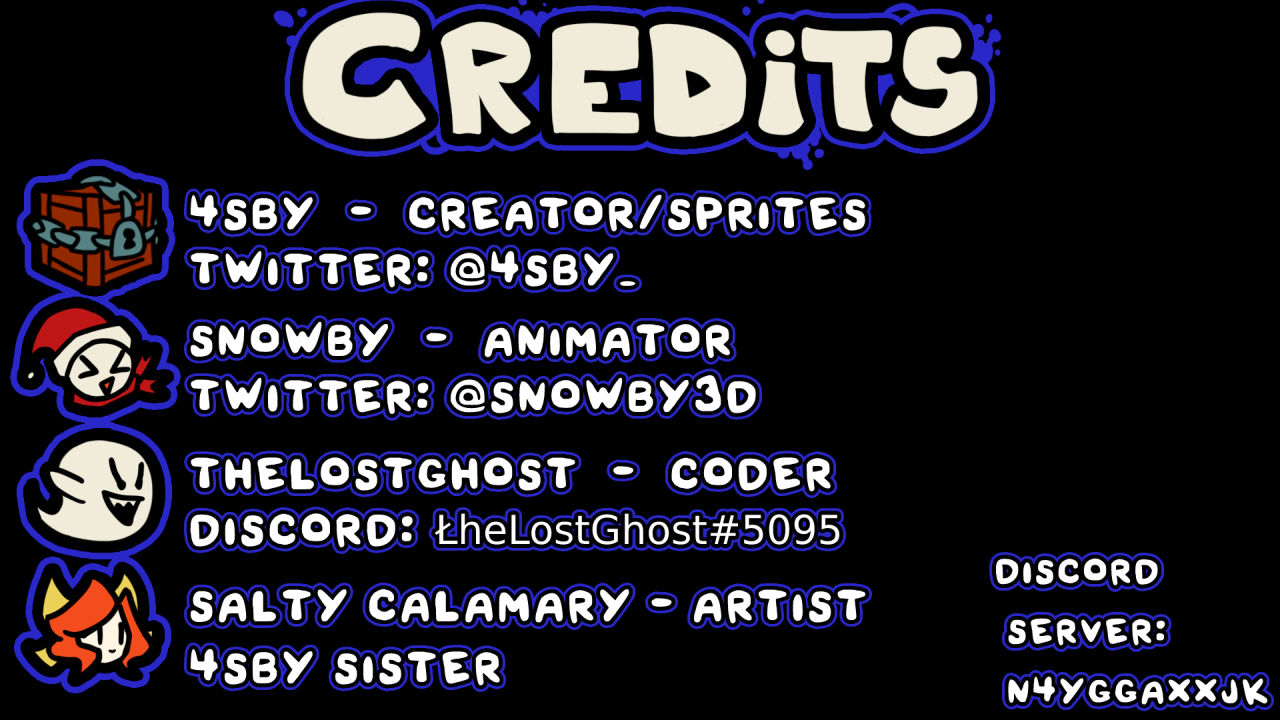 CREDiTS
4SBY - CREATOR/SPRITES
TWITTER: @4SBY_
SNOWBY - ANIMATOR
TWITTER: @SNOWBY3D
THELOSTGHOST - CODER
DISCORD: ŁheLostGhost#5095
SALTY CALAMARY - ARTIST
4SBY SISTER
DISCORD
SERVER:
N4YGGAXXJK